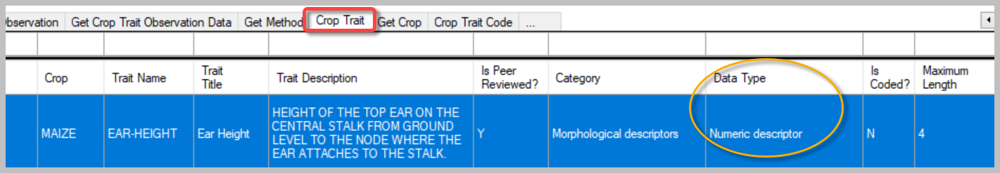 Observation Get Crop Trait Observation Data Get Method Crop Trait Get Crop Crop Trait Code ...
Crop Trait Name Trait Title Trait Description Is Peer Reviewed? Category Data Type Is Coded? Maximum Length
MAIZE EAR-HEIGHT Ear Height HEIGHT OF THE TOP EAR ON THE
CENTRAL STALK FROM GROUND
LEVEL TO THE NODE WHERE THE
EAR ATTACHES TO THE STALK.
Y Morphological descriptors Numeric descriptor N 4